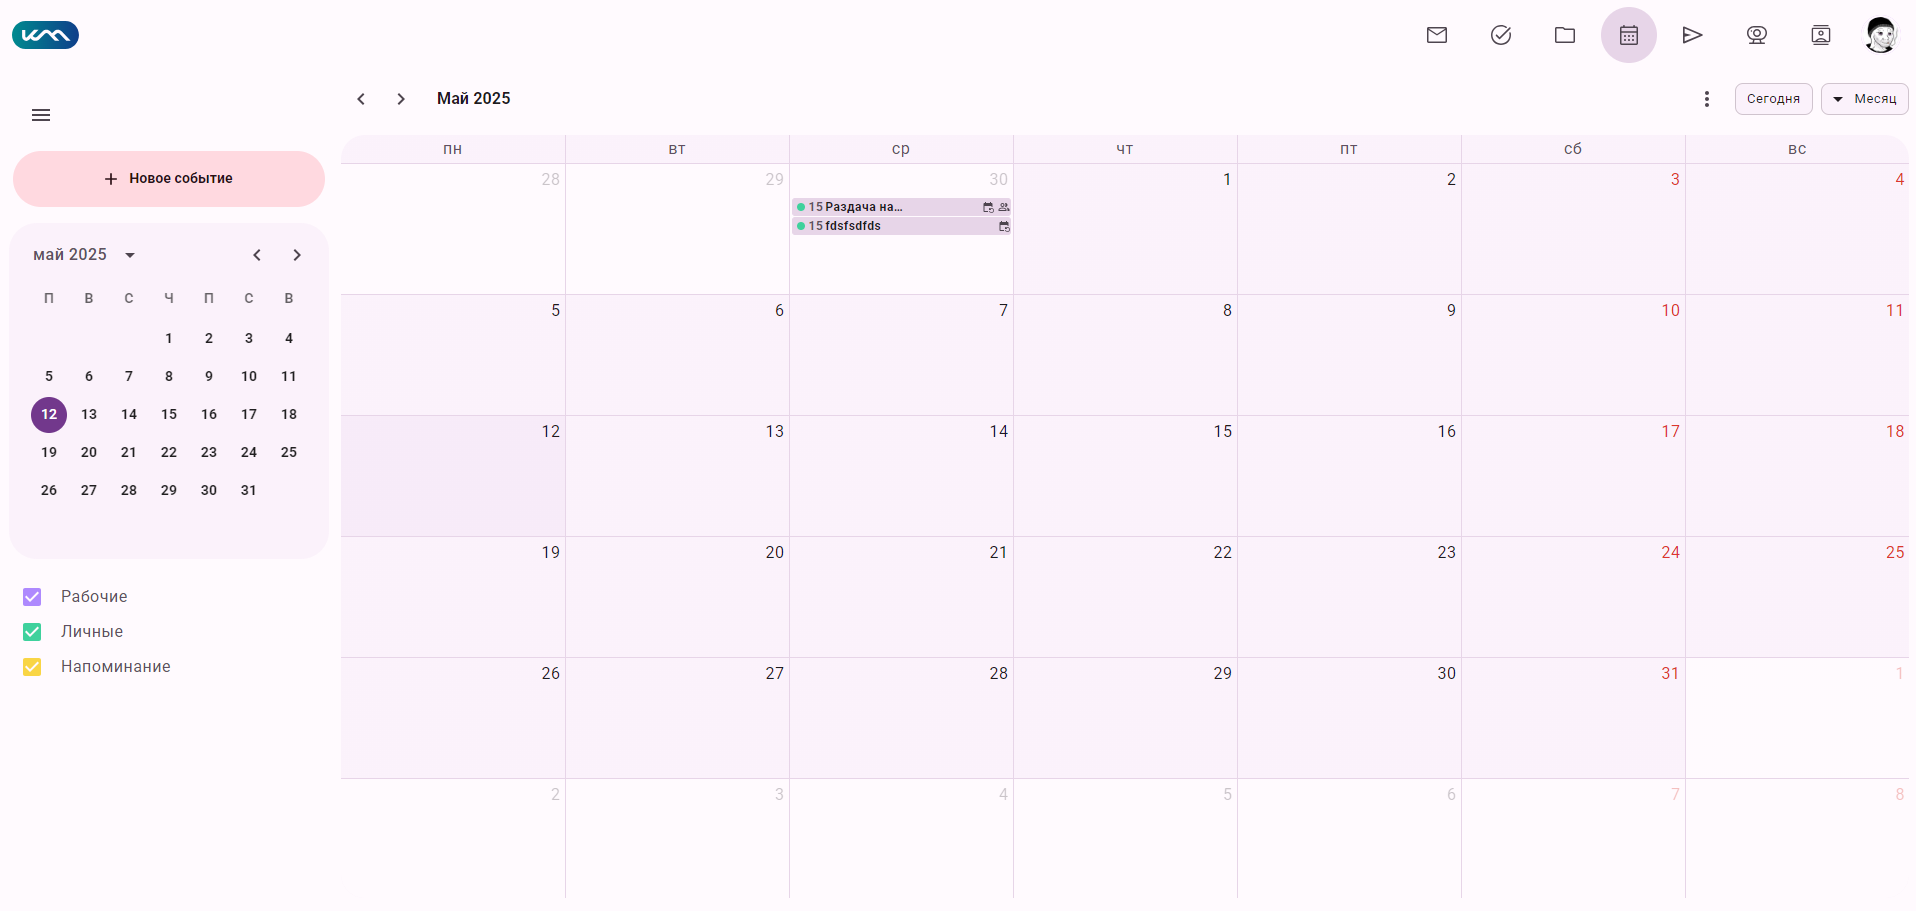 Май 2025
Сегодня
Месяц
Новое событие
май 2025
П В С Ч П С В
1 2 3 4
5 6 7 8 9 10 11
12 13 14 15 16 17 18
19 20 21 22 23 24 25
26 27 28 29 30 31
Рабочие
Личные
Напоминание
пн вт ср чт пт сб вс
28 29 30 1 2 3 4
15 Раздача на...
15 fdsfsdfds
5 6 7 8 9 10 11
12 13 14 15 16 17 18
19 20 21 22 23 24 25
26 27 28 29 30 31 1
2 3 4 5 6 7 8